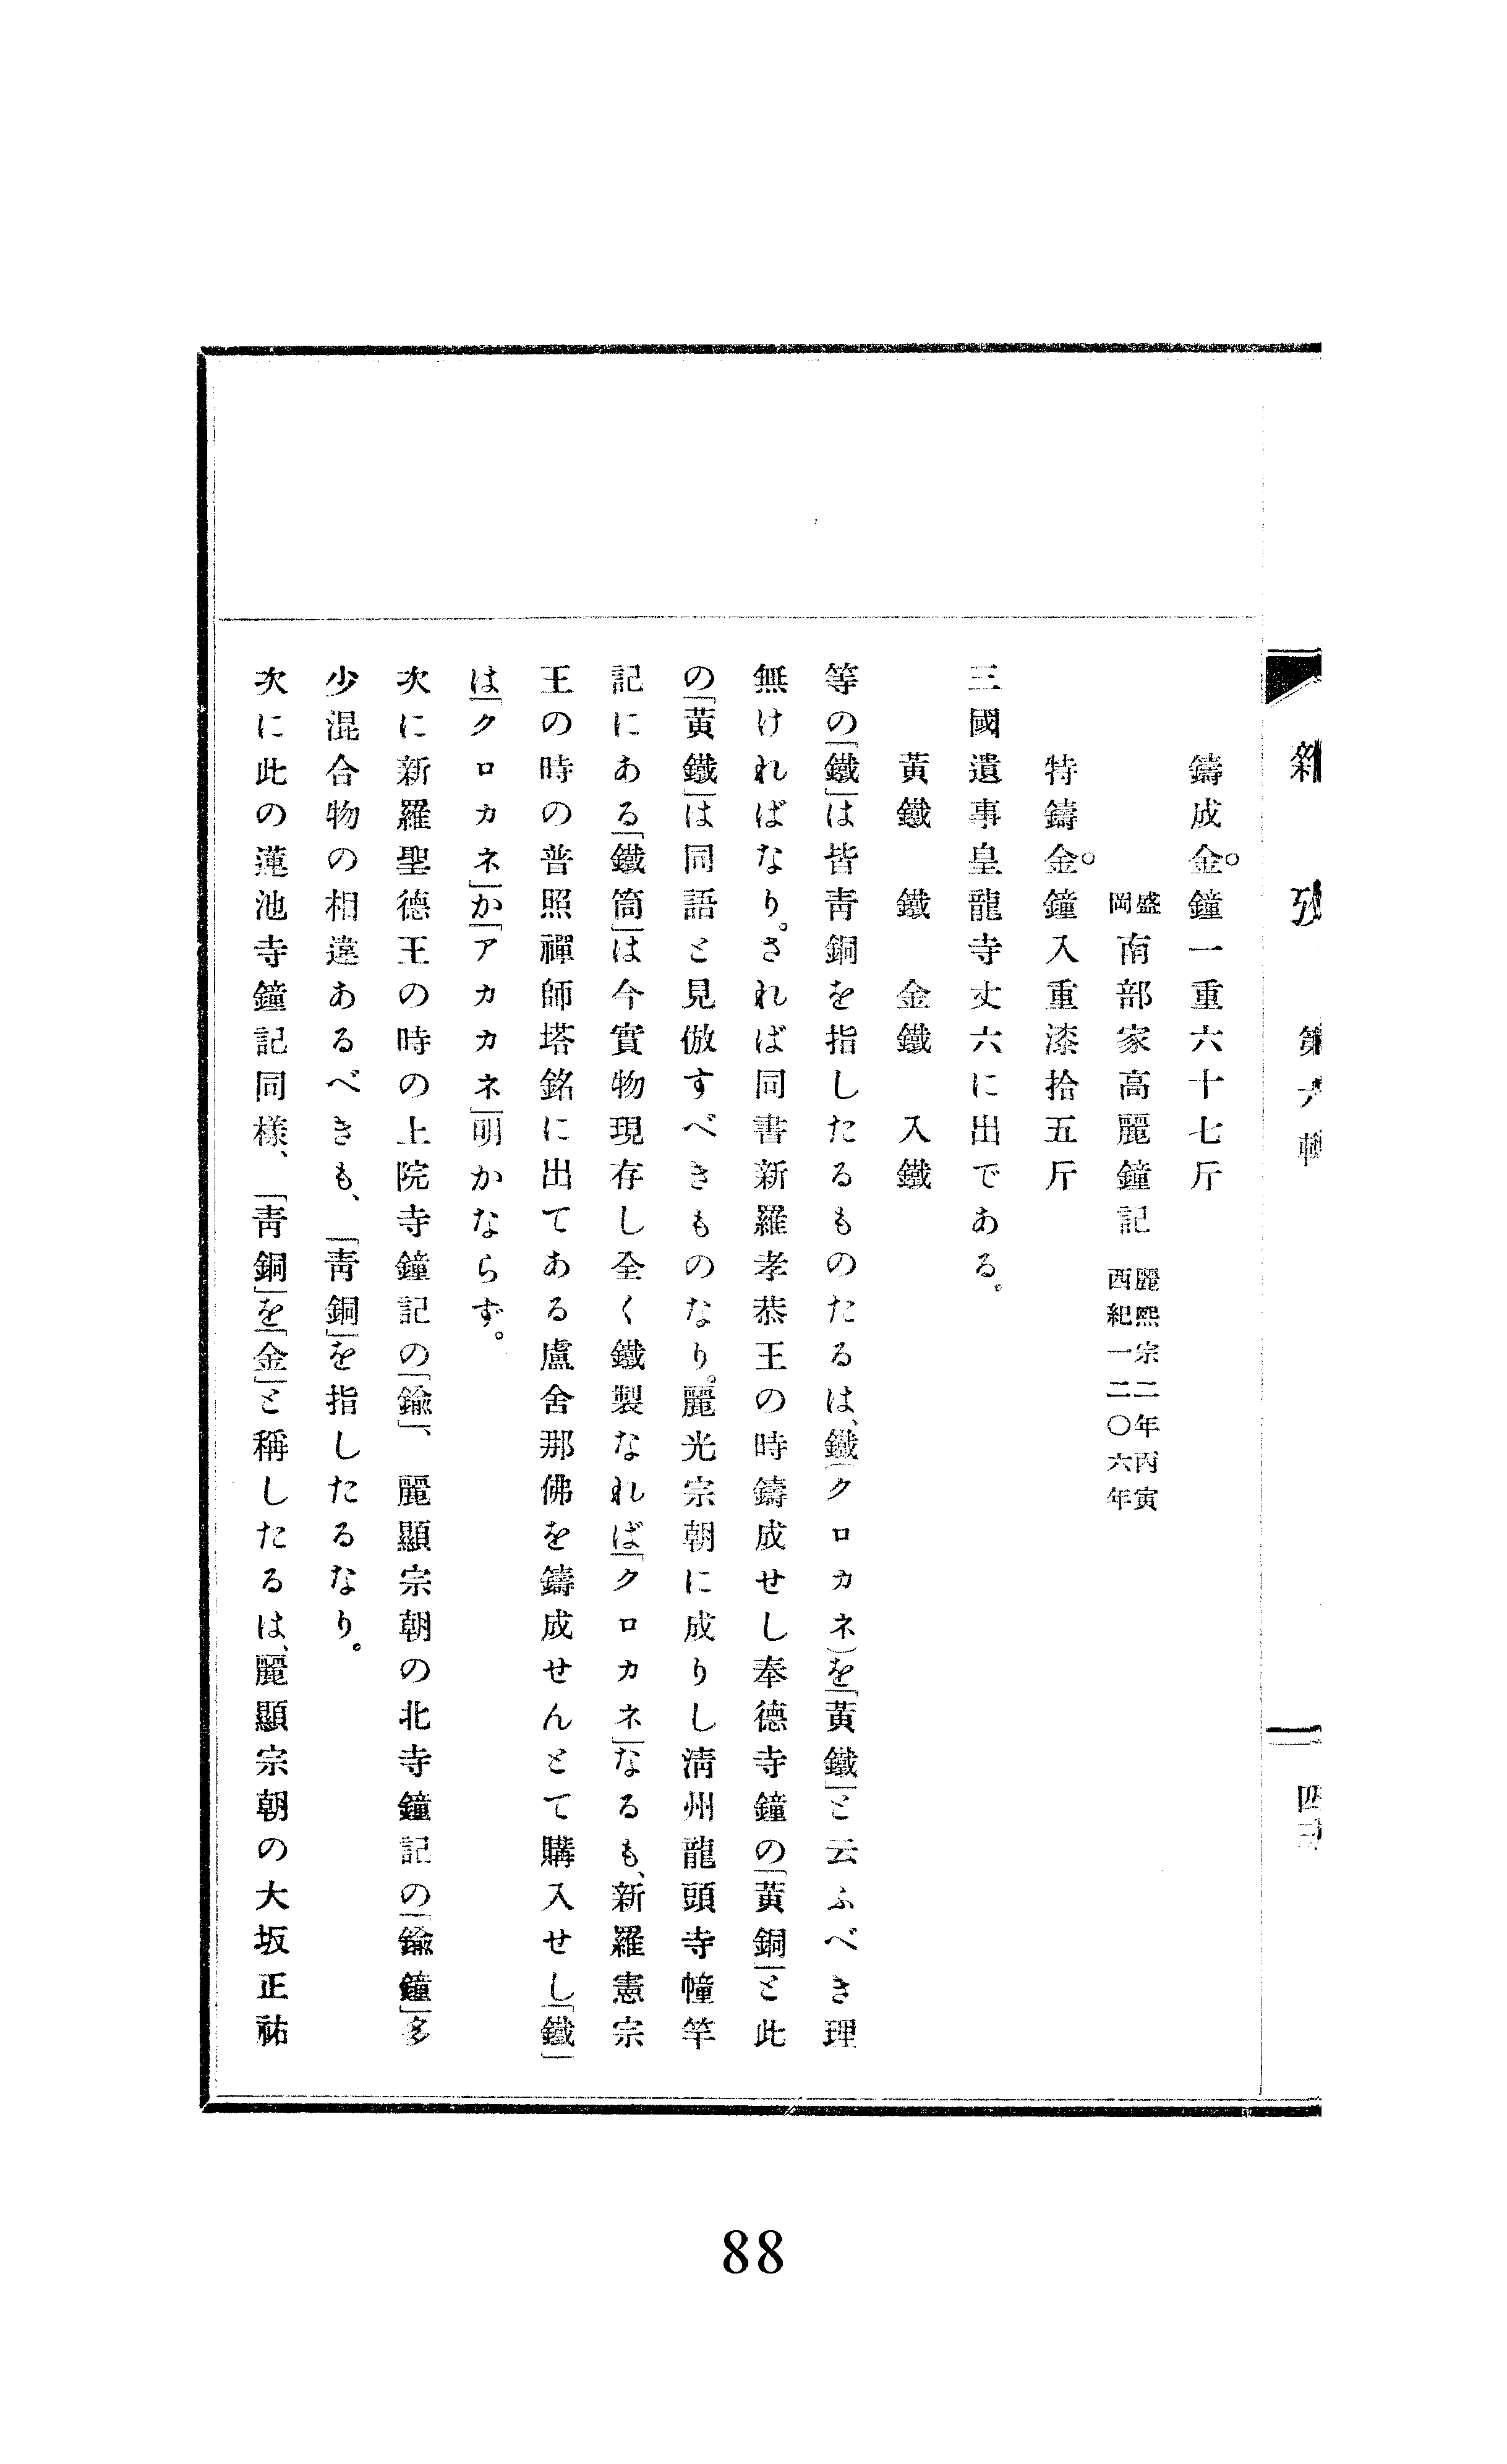 雜攷　第六輯　四三
鑄成金鐘一重六十七斤
盛岡南部家高麗鐘記　麗熙宗二年丙寅西紀一二〇六年
特鑄金鐘入重漆拾五斤
三國遺事皇龍寺丈六に出である。
黃鐵　鐵　金鐵　入鐵
等の「鐵」は皆靑銅を指したるものたるは、鐵(クロカネ)を「黃鐵」と云ふべき理
無ければなり。されば同書新羅孝恭王の時鑄成せし奉德寺鐘の「黃銅」と此
の「黃鐵」は同語と見倣すべきものなり。麗光宗朝に成りし淸州龍頭寺幢竿
記にある「鐵筒」は今實物現存し全く鐵製なれば「クロカネ」なるも、新羅憲宗
王の時の普照禪師塔銘に出てある盧舍那佛を鑄成せんとて購入せし「鐵」
は「クロカネ」か「アカカネ」明かならず。
次に新羅聖德王の時の上院寺鐘記の「鍮」、麗顯宗朝の北寺鐘記の「鍮鐘」多
少混合物の相違あるべきも、「靑銅」を指したるなり。
次に此の蓮池寺鐘記同樣、「靑銅」を「金」と稱したるは、麗顯宗朝の大坂正祐
88